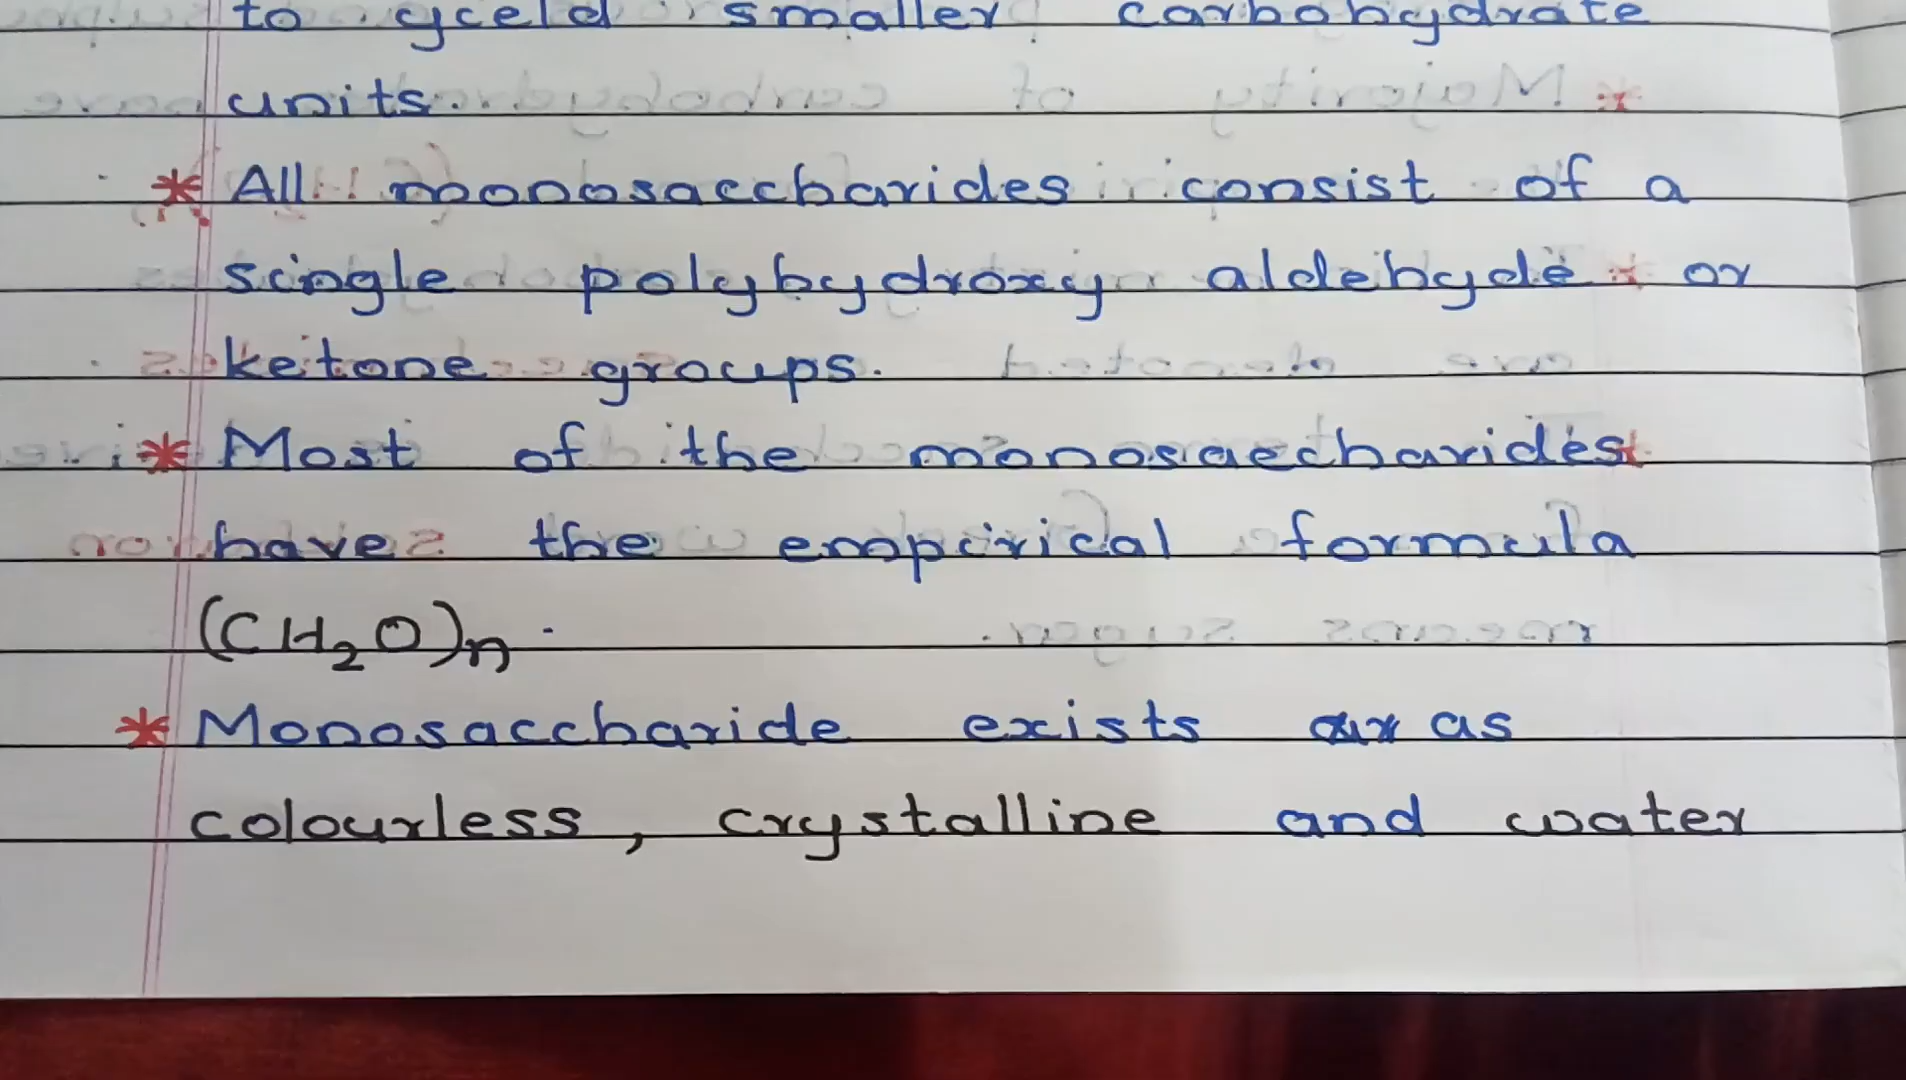 to yield smaller carbohydrate
units.
* All monosaccharides consist of a
single polyhydroxy aldehyde or
ketone groups.
* Most of the monosaccharides
have the empirical formula
(CH₂O)n.
* Monosaccharide exists as
colourless, crystalline and water